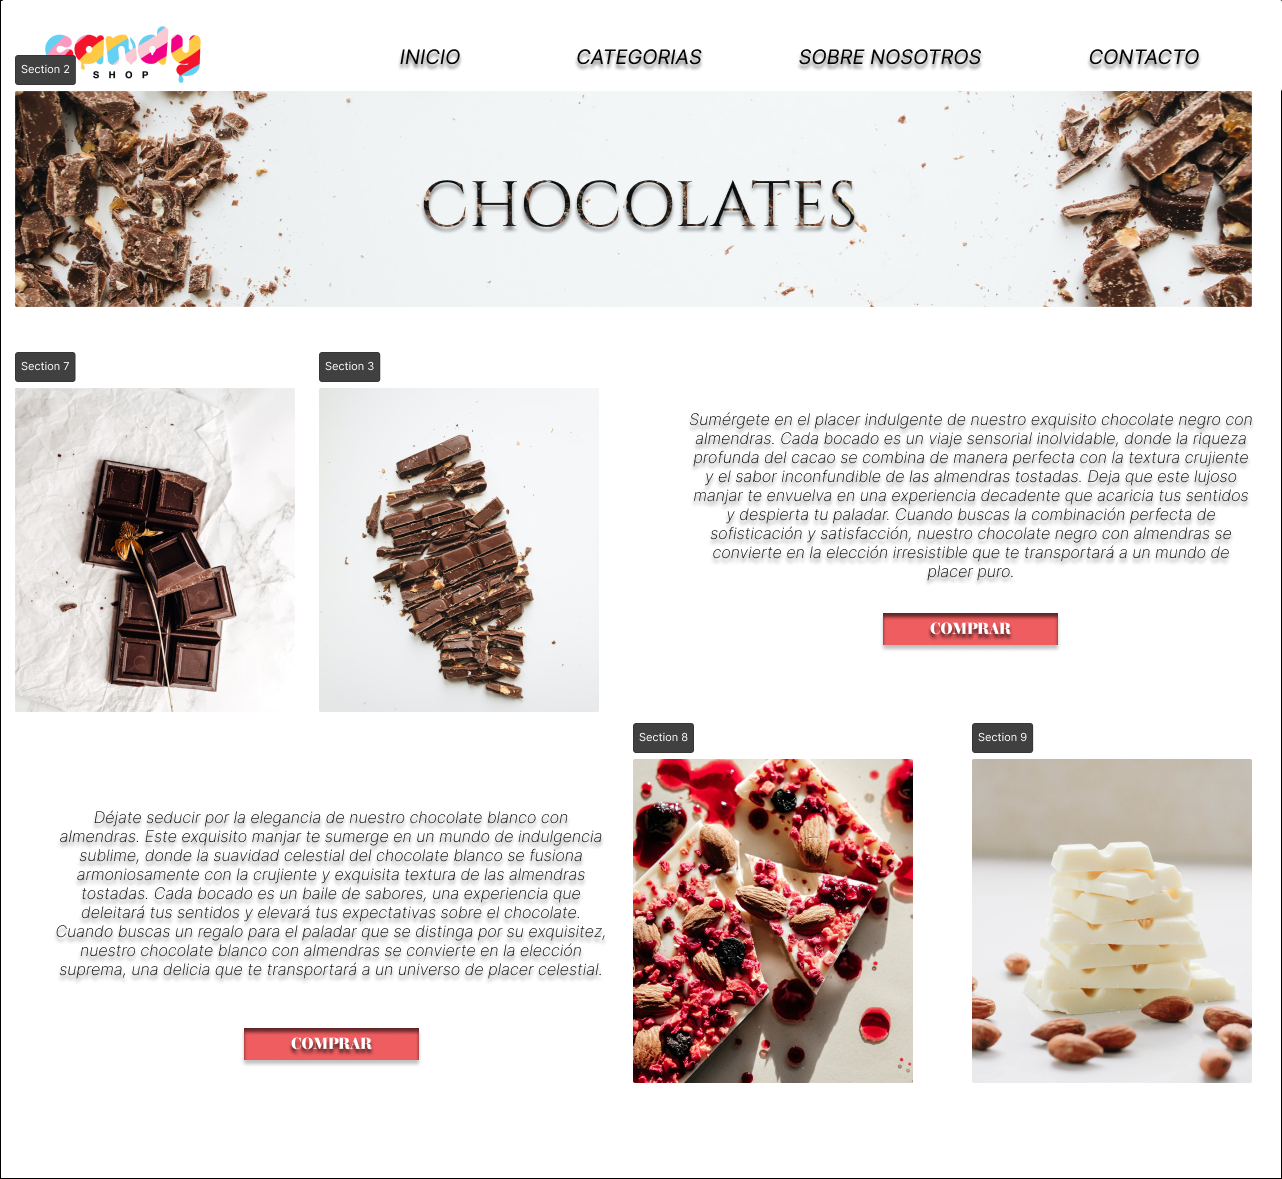 candy
SHOP
INICIO
CATEGORIAS
SOBRE NOSOTROS
CONTACTO
Section 2
CHOCOLATES
Section 7
Section 3
Sumérgete en el placer indulgente de nuestro exquisito chocolate negro con
almendras. Cada bocado es un viaje sensorial inolvidable, donde la riqueza
profunda del cacao se combina de manera perfecta con la textura crujiente
y el sabor inconfundible de las almendras tostadas. Deja que este lujoso
manjar te envuelva en una experiencia decadente que acaricia tus sentidos
y despierta tu paladar. Cuando buscas la combinación perfecta de
sofisticación y satisfacción, nuestro chocolate negro con almendras se
convierte en la elección irresistible que te transportará a un mundo de
placer puro.
COMPRAR
Section 8
Section 9
Déjate seducir por la elegancia de nuestro chocolate blanco con
almendras. Este exquisito manjar te sumerge en un mundo de indulgencia
sublime, donde la suavidad celestial del chocolate blanco se fusiona
armoniosamente con la crujiente y exquisita textura de las almendras
tostadas. Cada bocado es un baile de sabores, una experiencia que
deleitará tus sentidos y elevará tus expectativas sobre el chocolate.
Cuando buscas un regalo para el paladar que se distinga por su exquisitez,
nuestro chocolate blanco con almendras se convierte en la elección
suprema, una delicia que te transportará a un universo de placer celestial.
COMPRAR